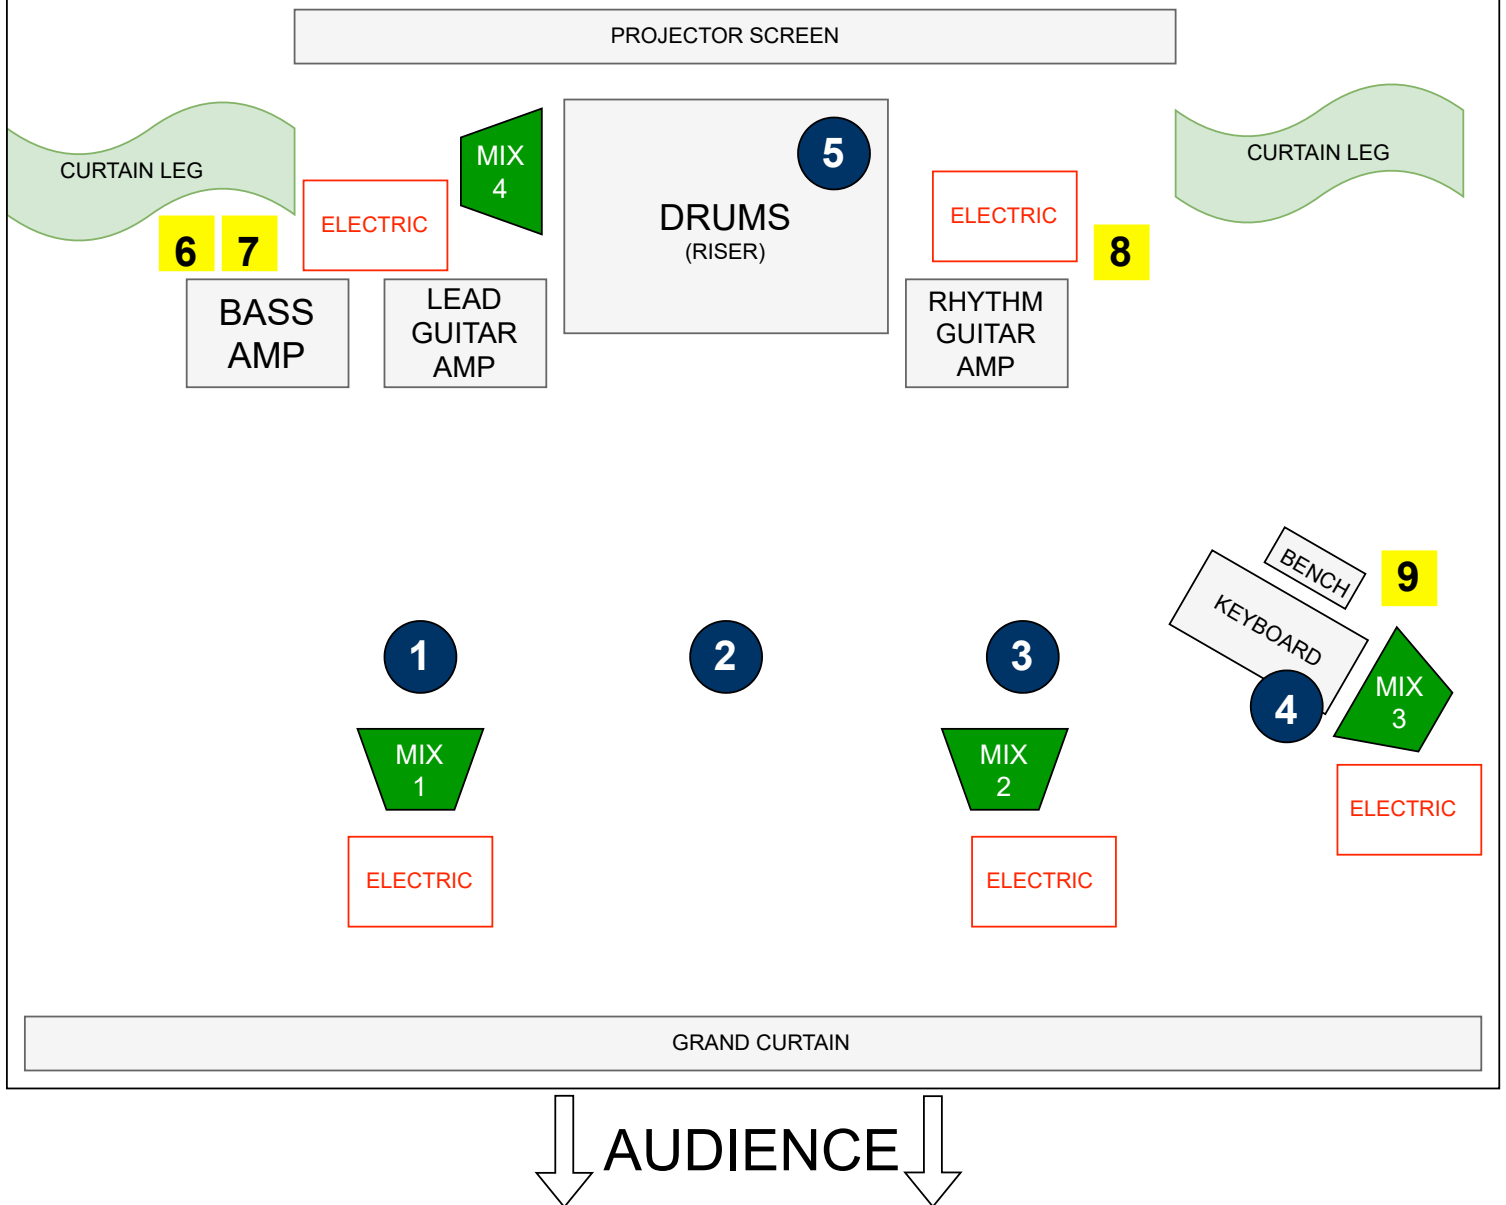 PROJECTOR SCREEN
CURTAIN LEG
MIX
4
5
CURTAIN LEG
ELECTRIC
DRUMS
(RISER)
ELECTRIC
6
7
8
BASS
AMP
LEAD
GUITAR
AMP
RHYTHM
GUITAR
AMP
BENCH
9
KEYBOARD
1
2
3
4
MIX
3
MIX
1
MIX
2
ELECTRIC
ELECTRIC
ELECTRIC
GRAND CURTAIN
AUDIENCE